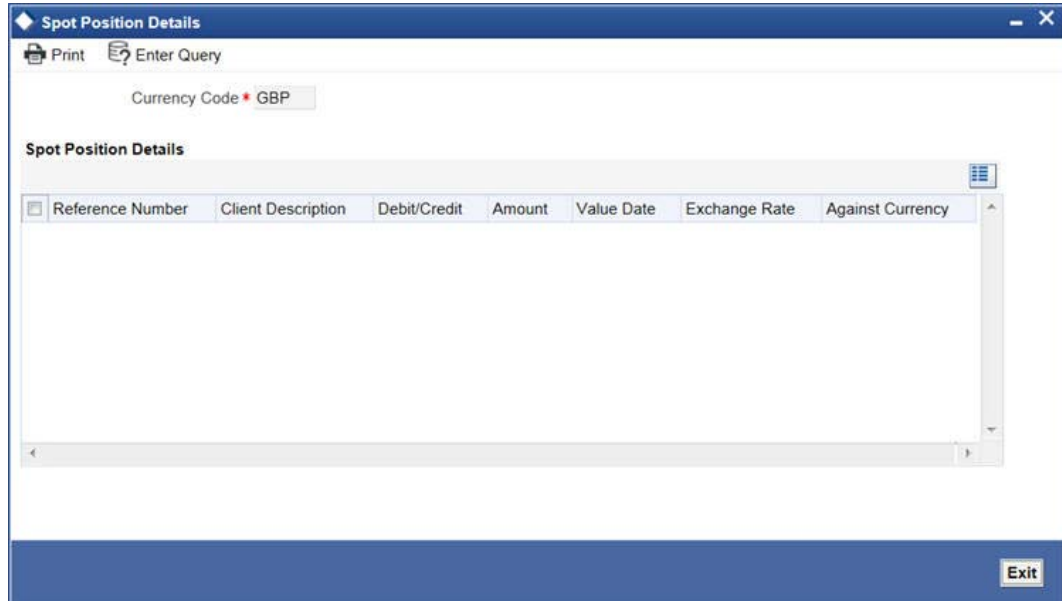 Spot Position Details
Print Enter Query
Currency Code * GBP
Spot Position Details
Reference Number Client Description Debit/Credit Amount Value Date Exchange Rate Against Currency
Exit